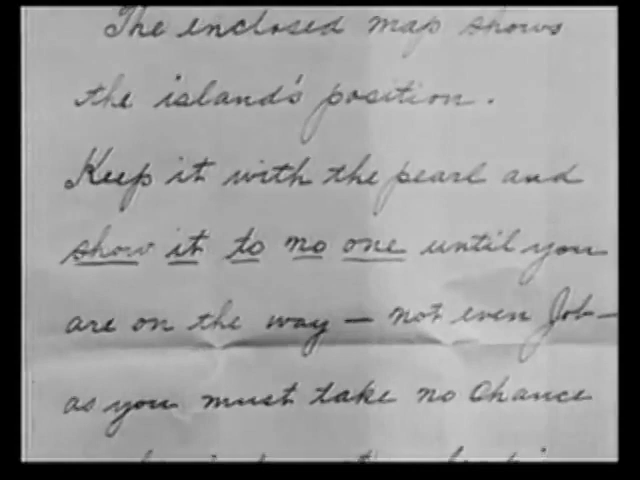 The enclosed map shows
the island's position.
Keep it with the pearl and
show it to no one until you
are on the way — not even Job —
as you must take no chance